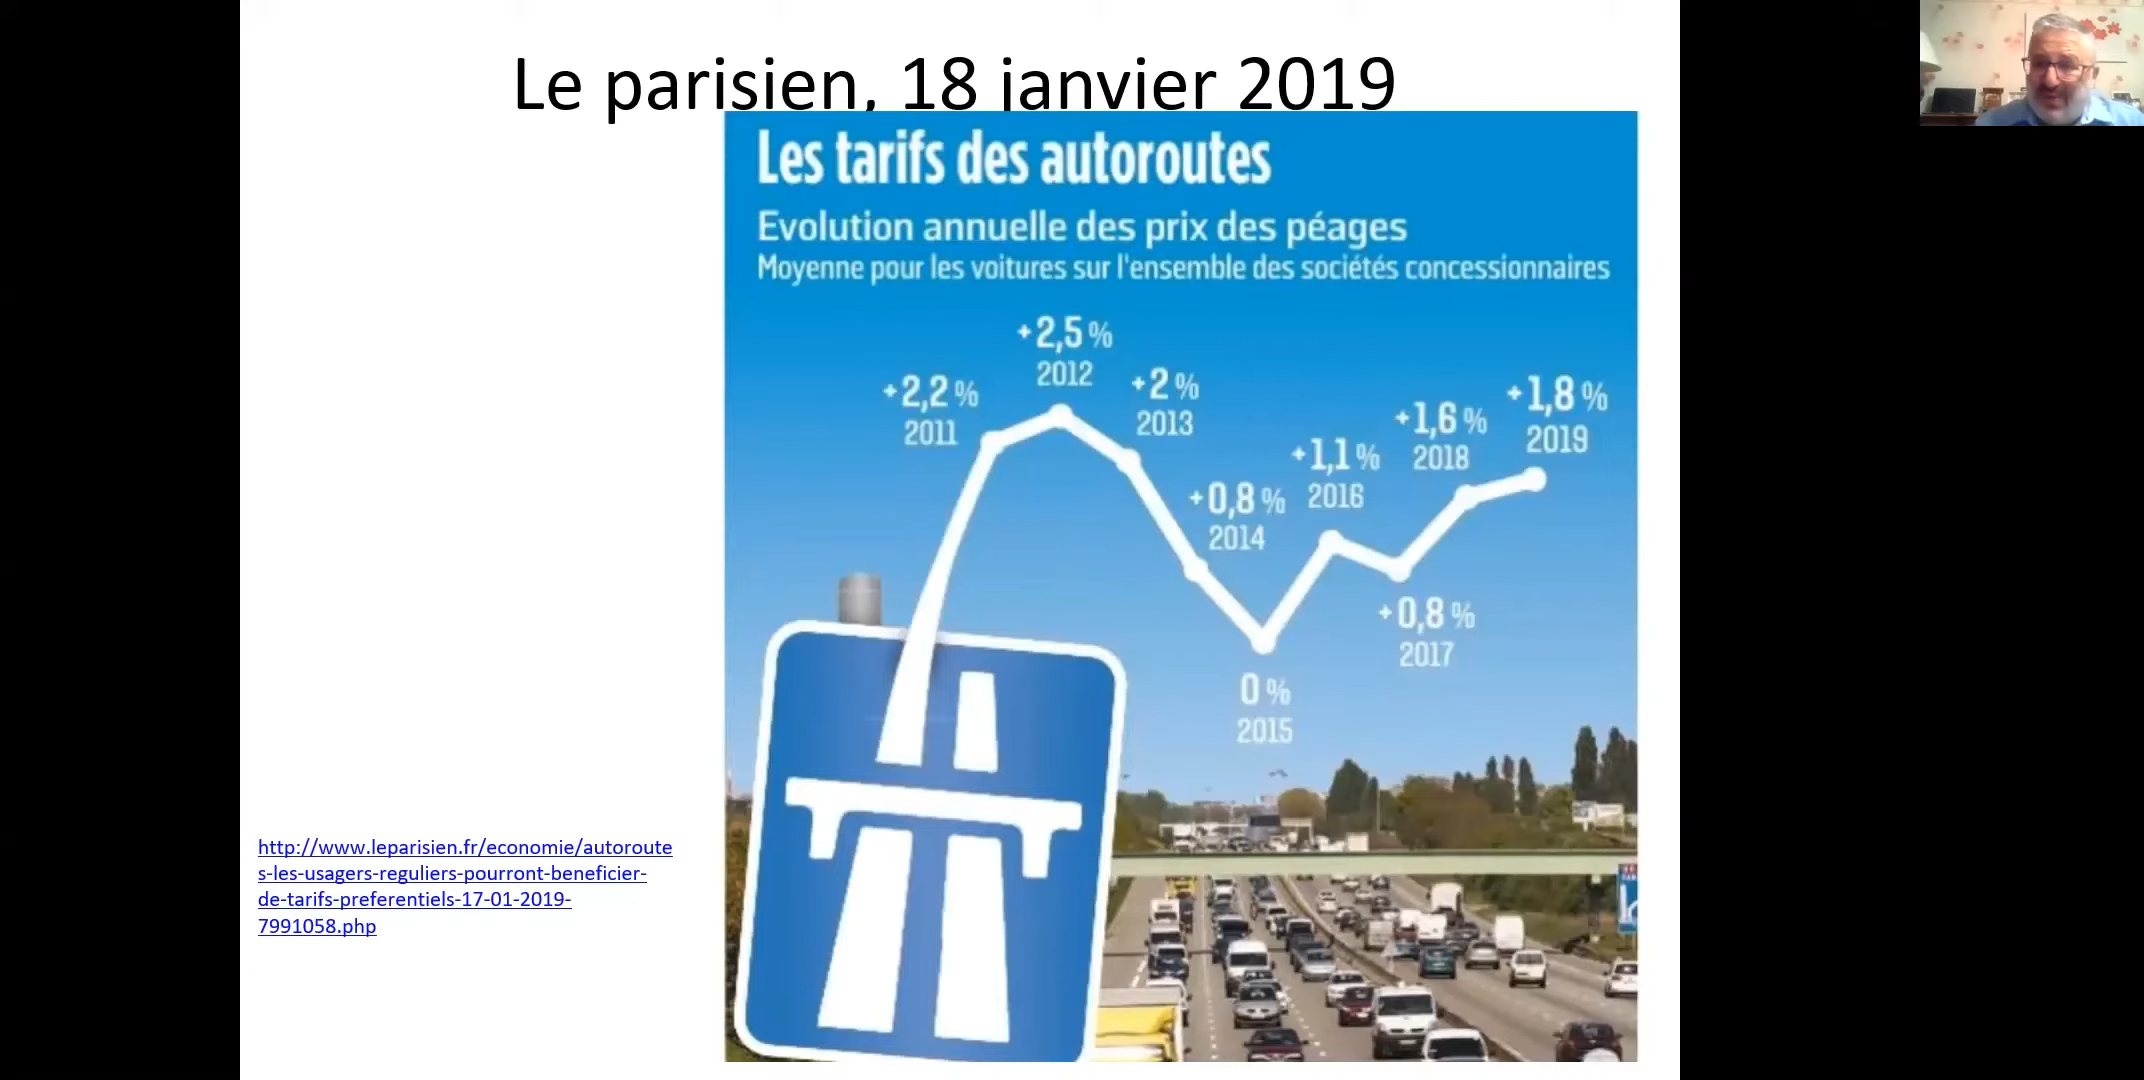 Le parisien, 18 janvier 2019
Les tarifs des autoroutes
Evolution annuelle des prix des péages
Moyenne pour les voitures sur l'ensemble des sociétés concessionnaires
+2,2 %
2011
+2,5 %
2012
+2 %
2013
+0,8 %
2014
0 %
2015
+1,1 %
2016
+0,8 %
2017
+1,6 %
2018
+1,8 %
2019
http://www.leparisien.fr/economie/autoroute
s-les-usagers-reguliers-pourront-beneficier-
de-tarifs-preferentiels-17-01-2019-
7991058.php